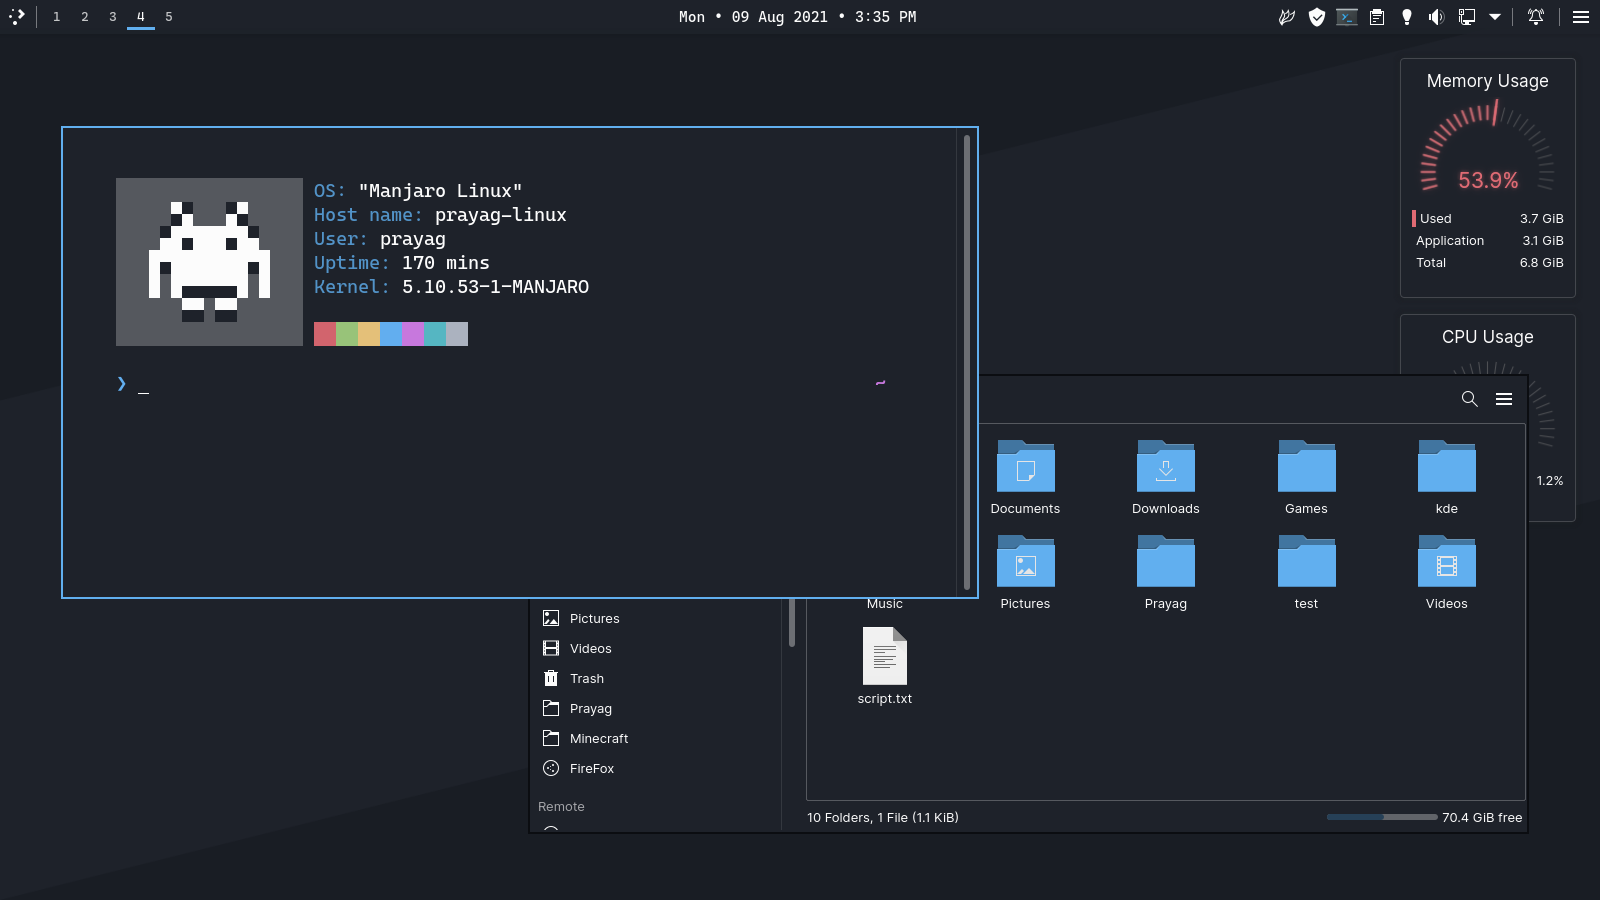 1 2 3 4 5
Mon • 09 Aug 2021 • 3:35 PM
Memory Usage
53.9%
Used 3.7 GiB
Application 3.1 GiB
Total 6.8 GiB
CPU Usage
1.2%
OS: "Manjaro Linux"
Host name: prayag-linux
User: prayag
Uptime: 170 mins
Kernel: 5.10.53-1-MANJARO
❯ _ ~
Documents Downloads Games kde
Music Pictures Prayag test Videos
script.txt
Pictures
Videos
Trash
Prayag
Minecraft
FireFox
Remote
10 Folders, 1 File (1.1 KiB) 70.4 GiB free